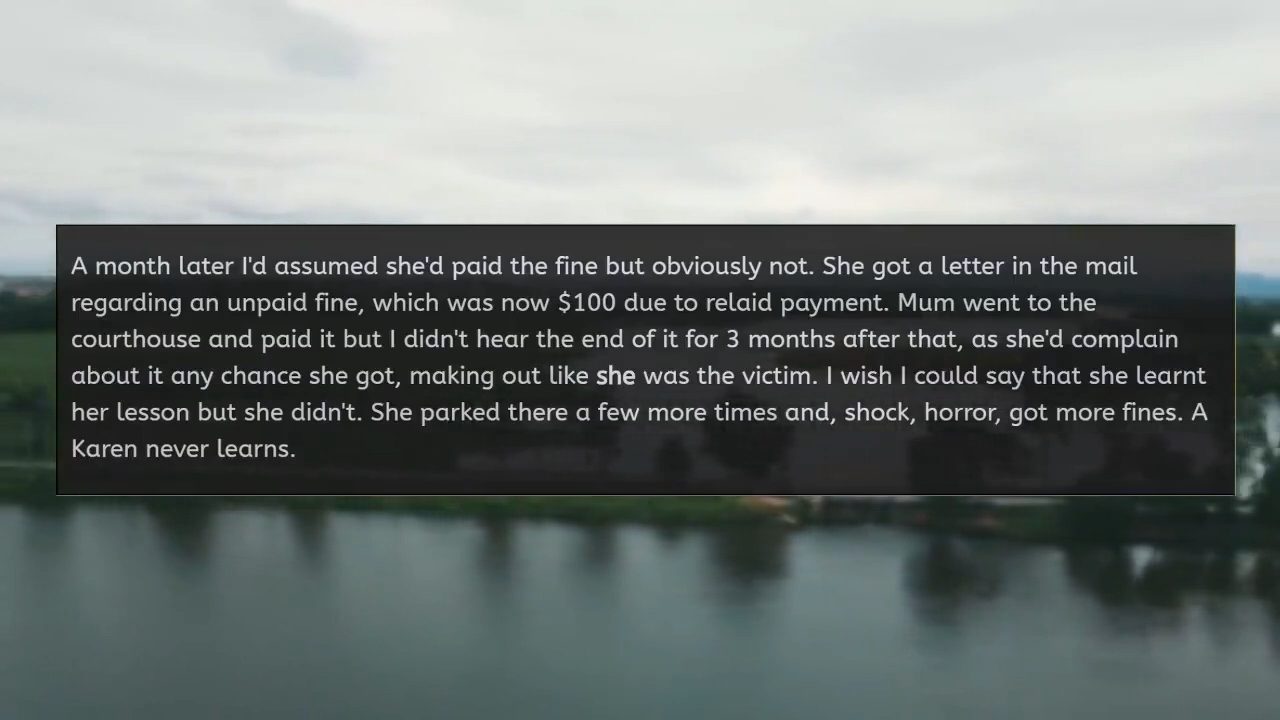 A month later I'd assumed she'd paid the fine but obviously not. She got a letter in the mail
regarding an unpaid fine, which was now $100 due to relaid payment. Mum went to the
courthouse and paid it but I didn't hear the end of it for 3 months after that, as she'd complain
about it any chance she got, making out like she was the victim. I wish I could say that she learnt
her lesson but she didn't. She parked there a few more times and, shock, horror, got more fines. A
Karen never learns.